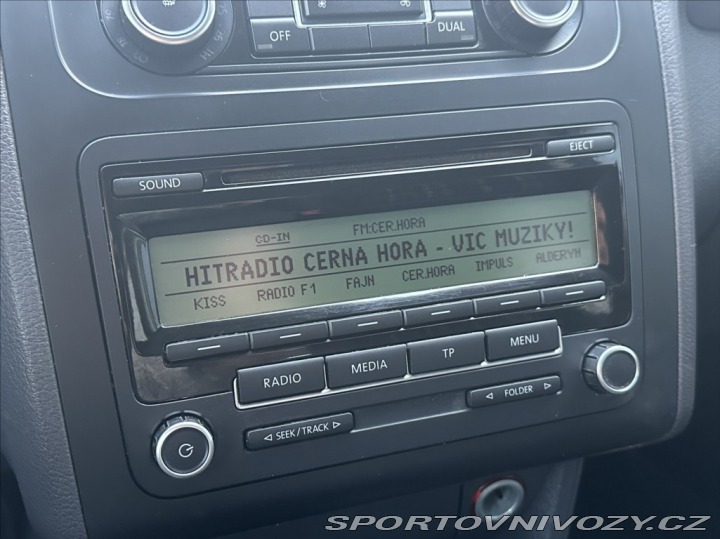 HI
OFF
DUAL
SOUND
EJECT
CD-IN FM:CER.HORA
HITRADIO CERNA HORA - VIC MUZIKY!
KISS RADIO F1 FAJN CER.HORA IMPULS ALDERYH
RADIO MEDIA TP MENU
SEEK/TRACK
FOLDER
SPORTOVNIVOZY.CZ